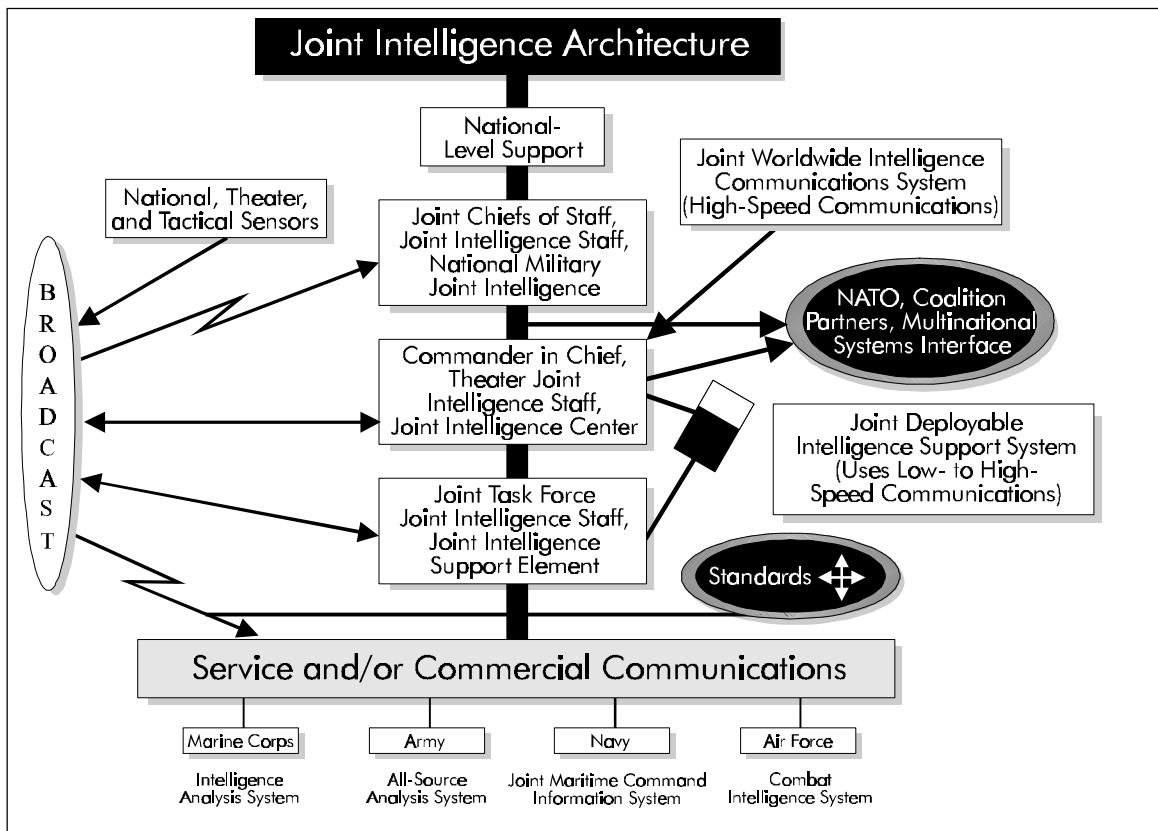 Joint Intelligence Architecture
National-
Level Support
National, Theater,
and Tactical Sensors
Joint Chiefs of Staff,
Joint Intelligence Staff,
National Military
Joint Intelligence
Joint Worldwide Intelligence
Communications System
(High-Speed Communications)
BROADCAST
NATO, Coalition
Partners, Multinational
Systems Interface
Commander in Chief,
Theater Joint
Intelligence Staff,
Joint Intelligence Center
Joint Deployable
Intelligence Support System
(Uses Low- to High-
Speed Communications)
Joint Task Force
Joint Intelligence Staff,
Joint Intelligence
Support Element
Standards
Service and/or Commercial Communications
Marine Corps
Intelligence
Analysis System
Army
All-Source
Analysis System
Navy
Joint Maritime Command
Information System
Air Force
Combat
Intelligence System